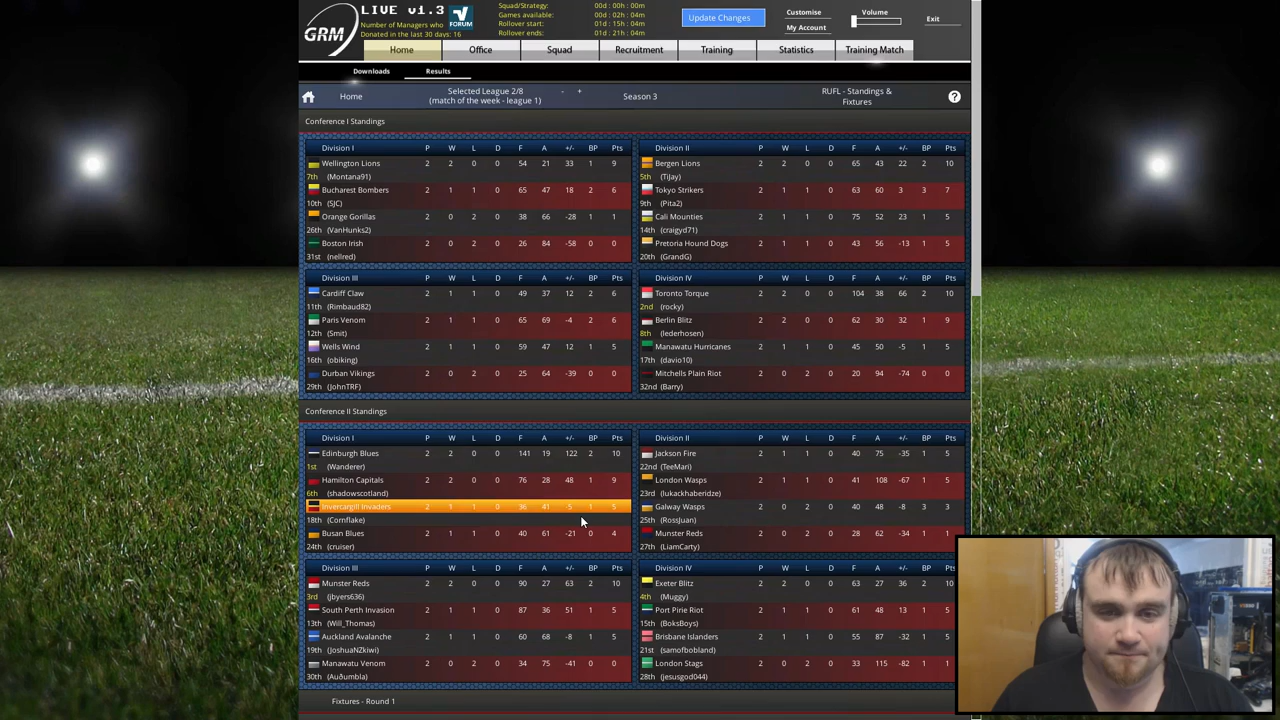 LIVE v1.3
Number of Managers who
Donated in the last 30 days: 16
FORUM
GRM
Squad/Strategy: 00d : 00h : 00m
Games available: 00d : 02h : 04m
Rollover start: 01d : 15h : 04m
Rollover ends: 01d : 21h : 04m
Update Changes
Customise
My Account
Volume
Exit
Home Office Squad Recruitment Training Statistics Training Match
Downloads Results
Home
Selected League 2/8
(match of the week - league 1)
- +
Season 3
RUFL - Standings &
Fixtures
?
Conference I Standings
Division I P W L D F A +/- BP Pts
Wellington Lions 2 2 0 0 54 21 33 1 9
7th (Montana91)
Bucharest Bombers 2 1 1 0 65 47 18 2 6
10th (SJC)
Orange Gorillas 2 0 2 0 38 66 -28 1 1
26th (VanHunks2)
Boston Irish 2 0 2 0 26 84 -58 0 0
31st (nellred)
Division II P W L D F A +/- BP Pts
Bergen Lions 2 2 0 0 65 43 22 2 10
5th (TiJay)
Tokyo Strikers 2 1 1 0 63 60 3 3 7
9th (Pita2)
Cali Mounties 2 1 1 0 75 52 23 1 5
14th (craigyd71)
Pretoria Hound Dogs 2 1 1 0 43 56 -13 1 5
20th (GrandG)
Division III P W L D F A +/- BP Pts
Cardiff Claw 2 1 1 0 49 37 12 2 6
11th (Rimbaud82)
Paris Venom 2 1 1 0 65 69 -4 2 6
12th (Smit)
Wells Wind 2 1 1 0 59 47 12 1 5
16th (obiking)
Durban Vikings 2 0 2 0 25 64 -39 0 0
29th (JohnTRF)
Division IV P W L D F A +/- BP Pts
Toronto Torque 2 2 0 0 104 38 66 2 10
2nd (rocky)
Berlin Blitz 2 2 0 0 62 30 32 1 9
8th (lederhosen)
Manawatu Hurricanes 2 1 1 0 45 50 -5 1 5
17th (davio10)
Mitchells Plain Riot 2 0 2 0 20 94 -74 0 0
32nd (Barry)
Conference II Standings
Division I P W L D F A +/- BP Pts
Edinburgh Blues 2 2 0 0 141 19 122 2 10
1st (Wanderer)
Hamilton Capitals 2 2 0 0 76 28 48 1 9
6th (shadowscotland)
Invercargill Invaders 2 1 1 0 36 41 -5 1 5
18th (Cornflake)
Busan Blues 2 1 1 0 40 61 -21 0 4
24th (cruiser)
Division II P W L D F A +/- BP Pts
Jackson Fire 2 1 1 0 40 75 -35 1 5
22nd (TeeMari)
London Wasps 2 1 1 0 41 108 -67 1 5
23rd (lukackhaberidze)
Galway Wasps 2 0 2 0 40 48 -8 3 3
25th (RossJuan)
Munster Reds 2 0 2 0 28 62 -34 1 1
27th (LiamCarty)
Division III P W L D F A +/- BP Pts
Munster Reds 2 2 0 0 90 27 63 2 10
3rd (jbyers636)
South Perth Invasion 2 1 1 0 87 36 51 1 5
13th (Will_Thomas)
Auckland Avalanche 2 1 1 0 60 68 -8 1 5
19th (JoshuaNZkiwi)
Manawatu Venom 2 0 2 0 34 75 -41 0 0
30th (Auðumbla)
Division IV P W L D F A +/- BP Pts
Exeter Blitz 2 2 0 0 63 27 36 2 10
4th (Muggy)
Port Pirie Riot 2 1 1 0 61 48 13 1 5
15th (BoksBoys)
Brisbane Islanders 2 1 1 0 55 87 -32 1 5
21st (samofbobland)
London Stags 2 0 2 0 33 115 -82 1 1
28th (jesusgod044)
Fixtures - Round 1